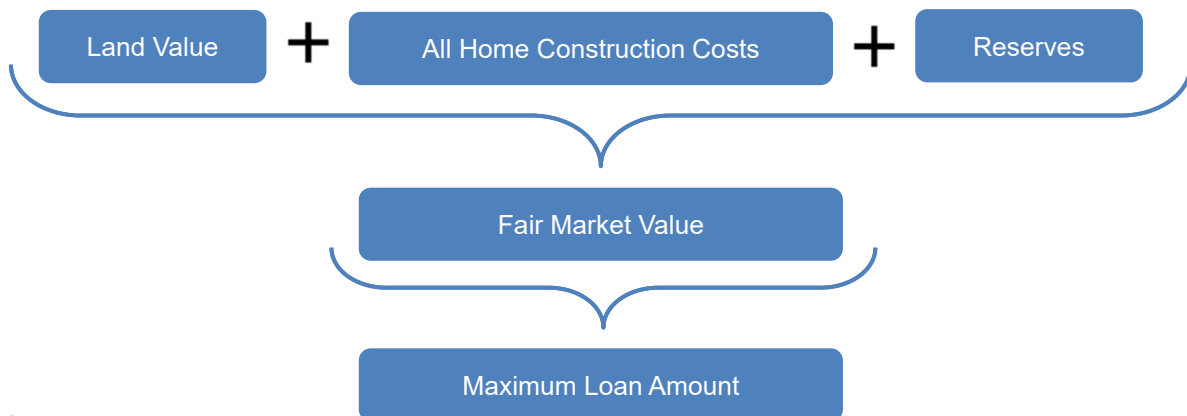 Land Value + All Home Construction Costs + Reserves
Fair Market Value
Maximum Loan Amount